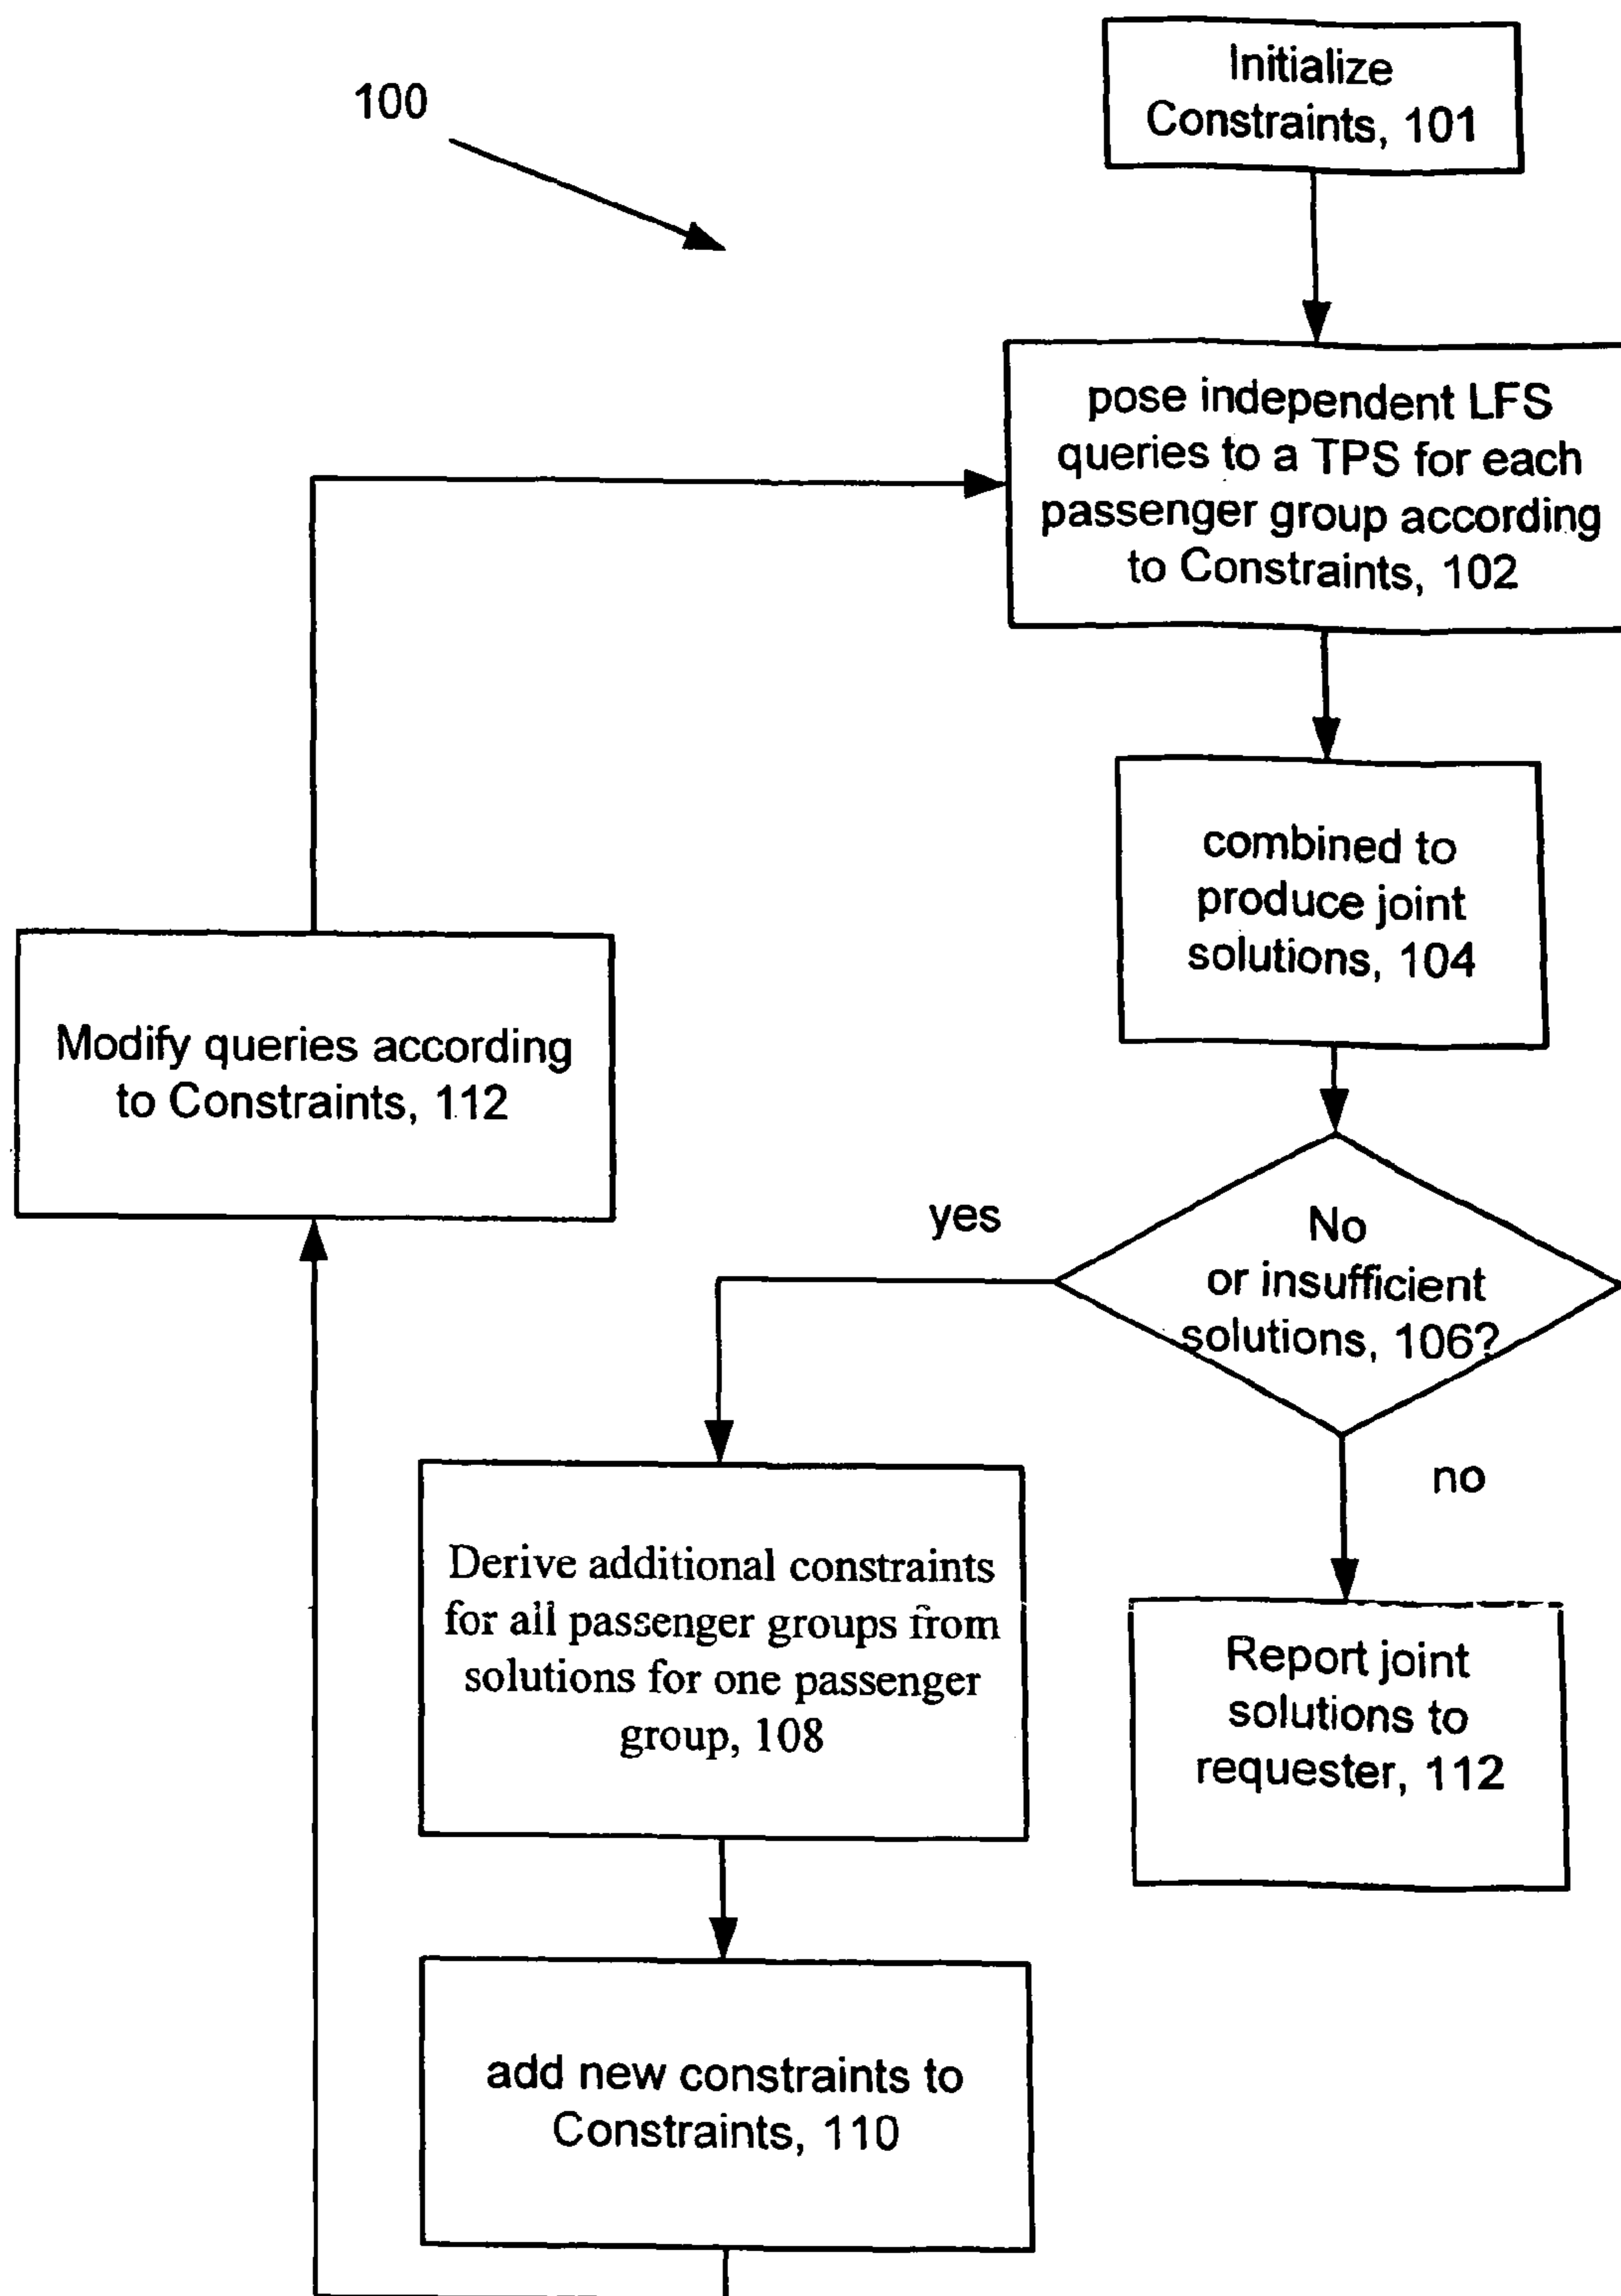 100
Initialize
Constraints, 101
pose independent LFS
queries to a TPS for each
passenger group according
to Constraints, 102
combined to
produce joint
solutions, 104
Modify queries according
to Constraints, 112
yes
No
or insufficient
solutions, 106?
no
Derive additional constraints
for all passenger groups from
solutions for one passenger
group, 108
Report joint
solutions to
requester, 112
add new constraints to
Constraints, 110